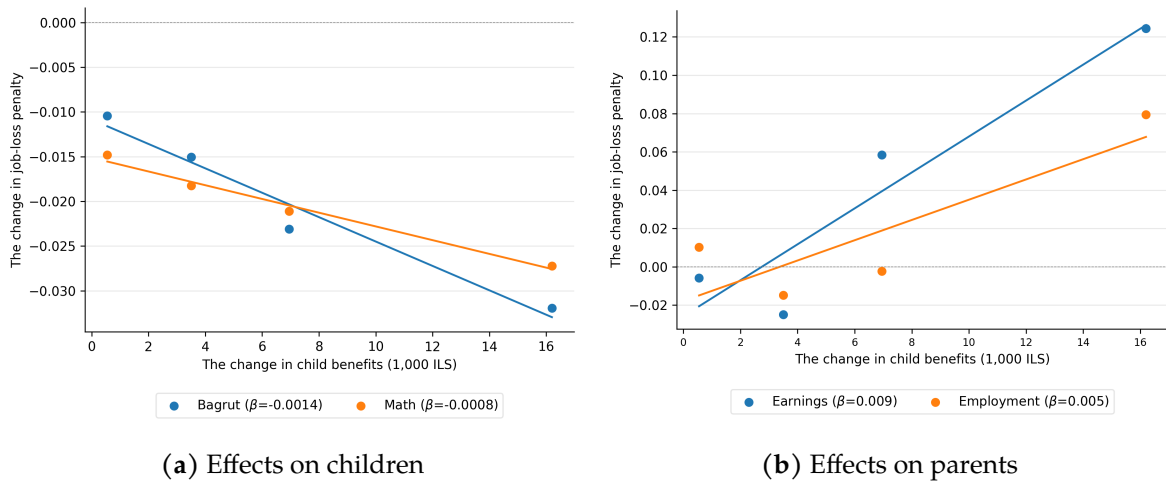 0.000
−0.005
−0.010
−0.015
−0.020
−0.025
−0.030
The change in job-loss penalty
0 2 4 6 8 10 12 14 16
The change in child benefits (1,000 ILS)
Bagrut (β=-0.0014) Math (β=-0.0008)
(a) Effects on children
0.12
0.10
0.08
0.06
0.04
0.02
0.00
−0.02
The change in job-loss penalty
0 2 4 6 8 10 12 14 16
The change in child benefits (1,000 ILS)
Earnings (β=0.009) Employment (β=0.005)
(b) Effects on parents